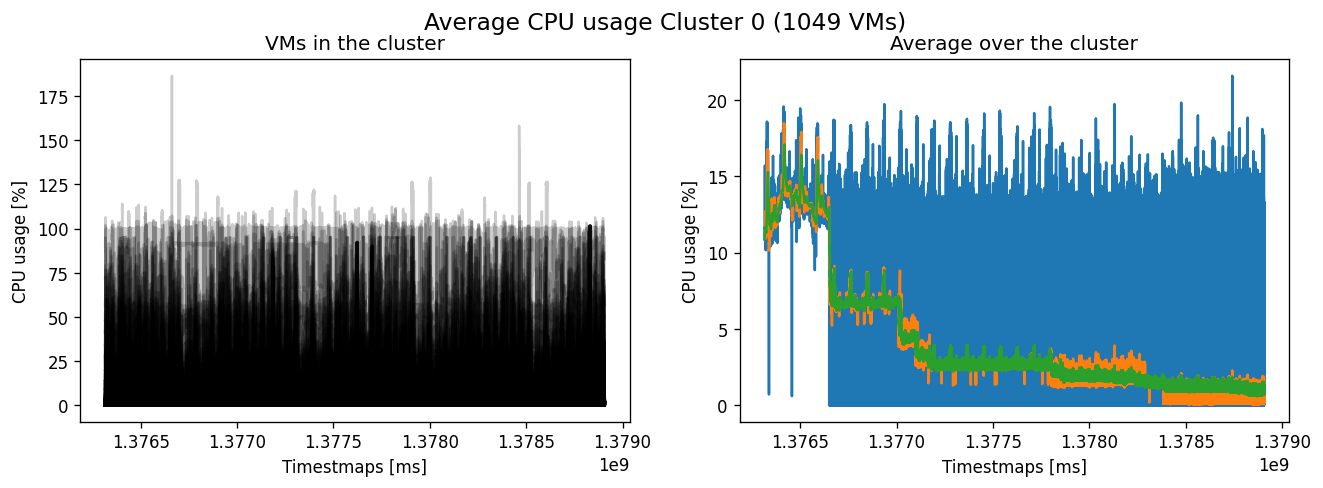 Average CPU usage Cluster 0 (1049 VMs)
VMs in the cluster
CPU usage [%]
175
150
125
100
75
50
25
0
1.3765 1.3770 1.3775 1.3780 1.3785 1.3790
Timestmaps [ms]
1e9
Average over the cluster
CPU usage [%]
20
15
10
5
0
1.3765 1.3770 1.3775 1.3780 1.3785 1.3790
Timestmaps [ms]
1e9